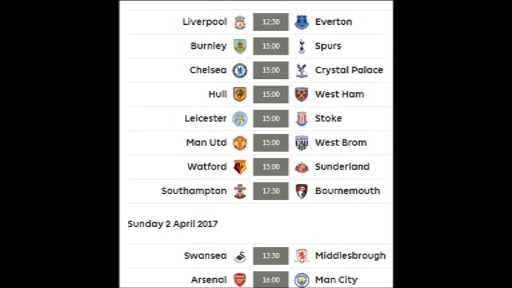 Liverpool 12:30 Everton
Burnley 15:00 Spurs
Chelsea 15:00 Crystal Palace
Hull 15:00 West Ham
Leicester 15:00 Stoke
Man Utd 15:00 West Brom
Watford 15:00 Sunderland
Southampton 17:30 Bournemouth
Sunday 2 April 2017
Swansea 13:30 Middlesbrough
Arsenal 16:00 Man City